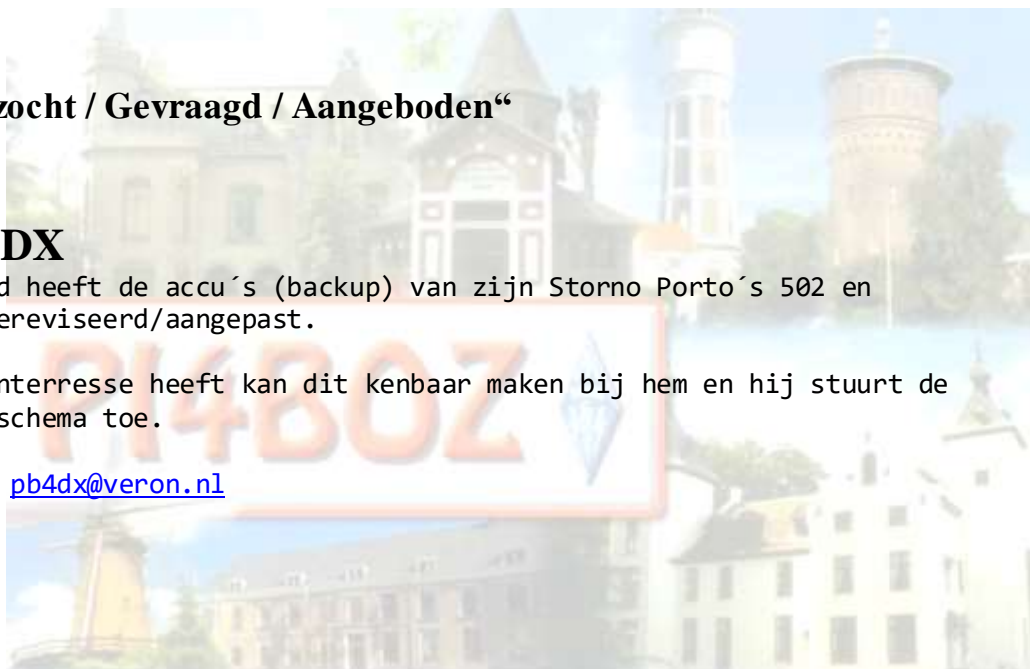 zocht / Gevraagd / Aangeboden“
DX
d heeft de accu´s (backup) van zijn Storno Porto´s 502 en
ereviseerd/aangepast.
nterresse heeft kan dit kenbaar maken bij hem en hij stuurt de
schema toe.
PI4BOZ
pb4dx@veron.nl